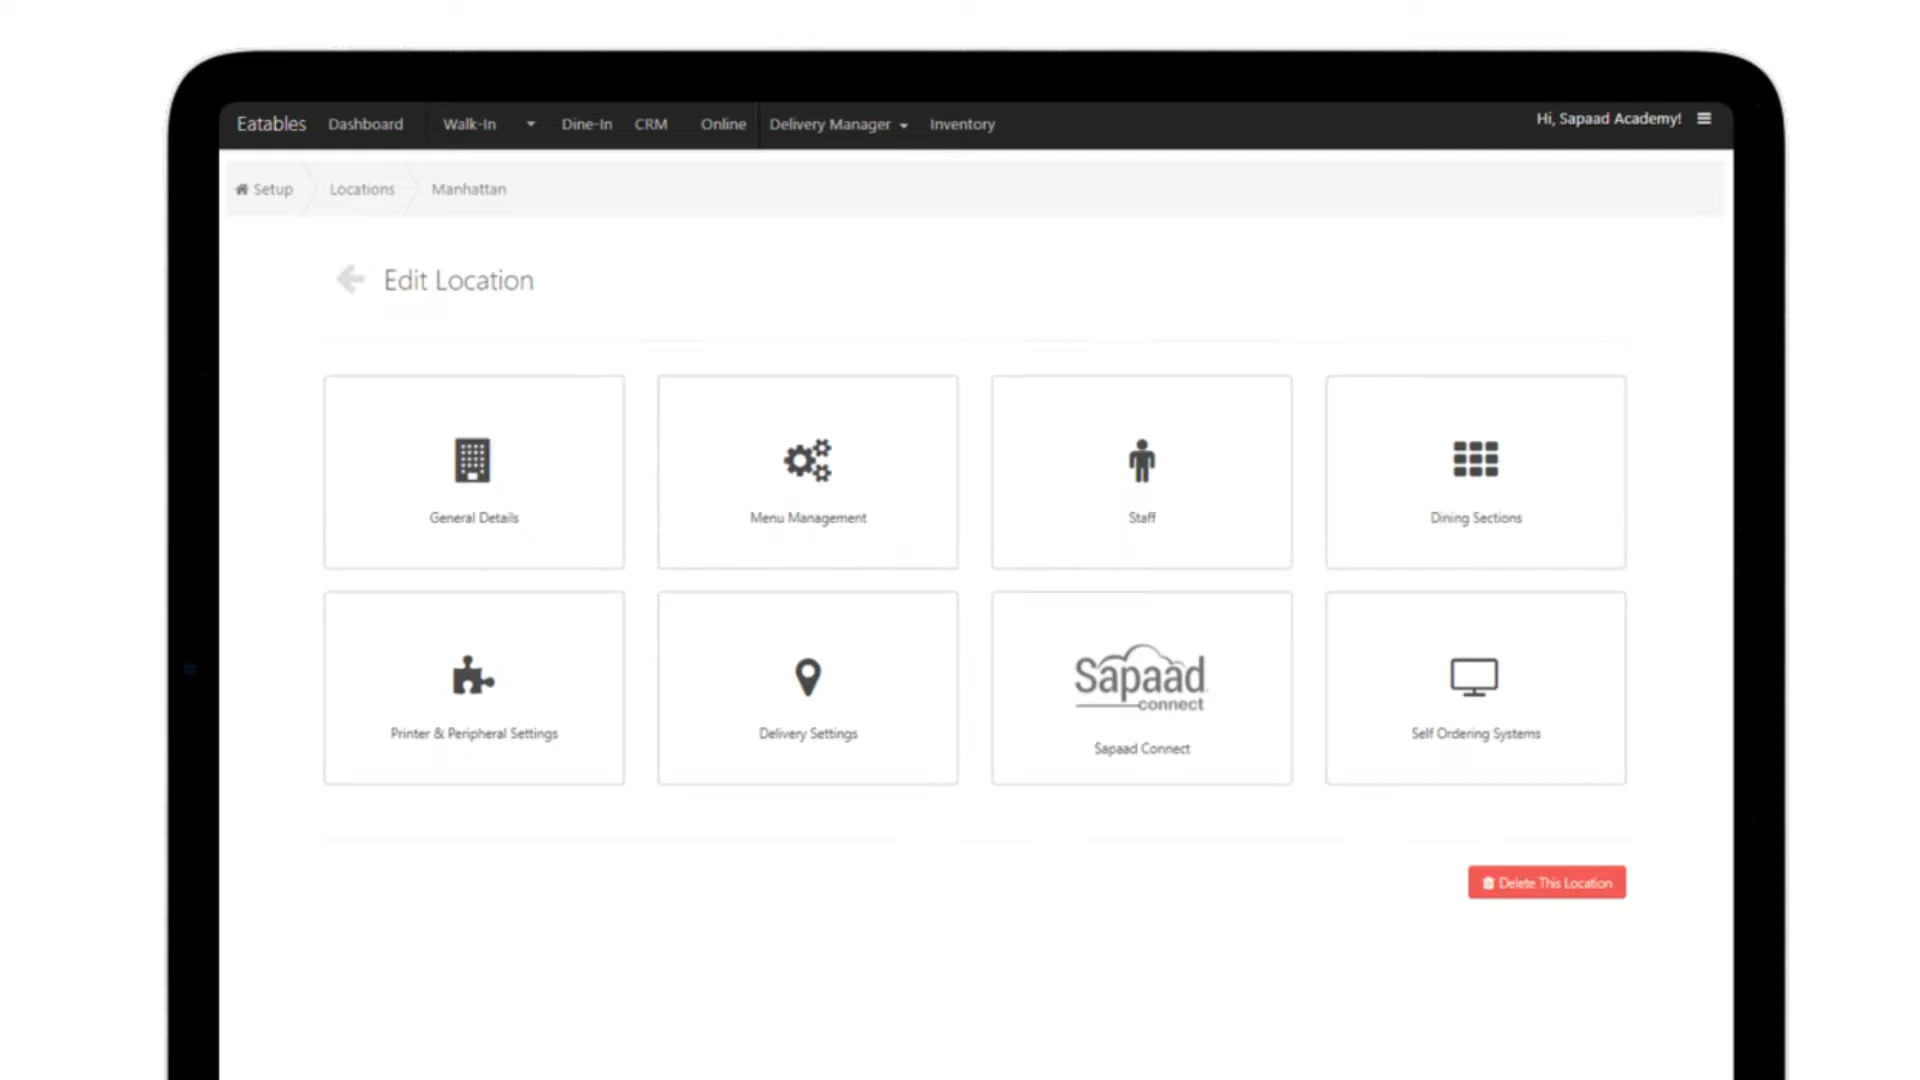 Eatables Dashboard Walk-In Dine-In CRM Online Delivery Manager Inventory Hi, Sapaad Academy!
Setup Locations Manhattan
Edit Location
General Details Menu Management Staff Dining Sections
Sapaad
connect
Printer & Peripheral Settings Delivery Settings Sapaad Connect Self Ordering Systems
Delete This Location